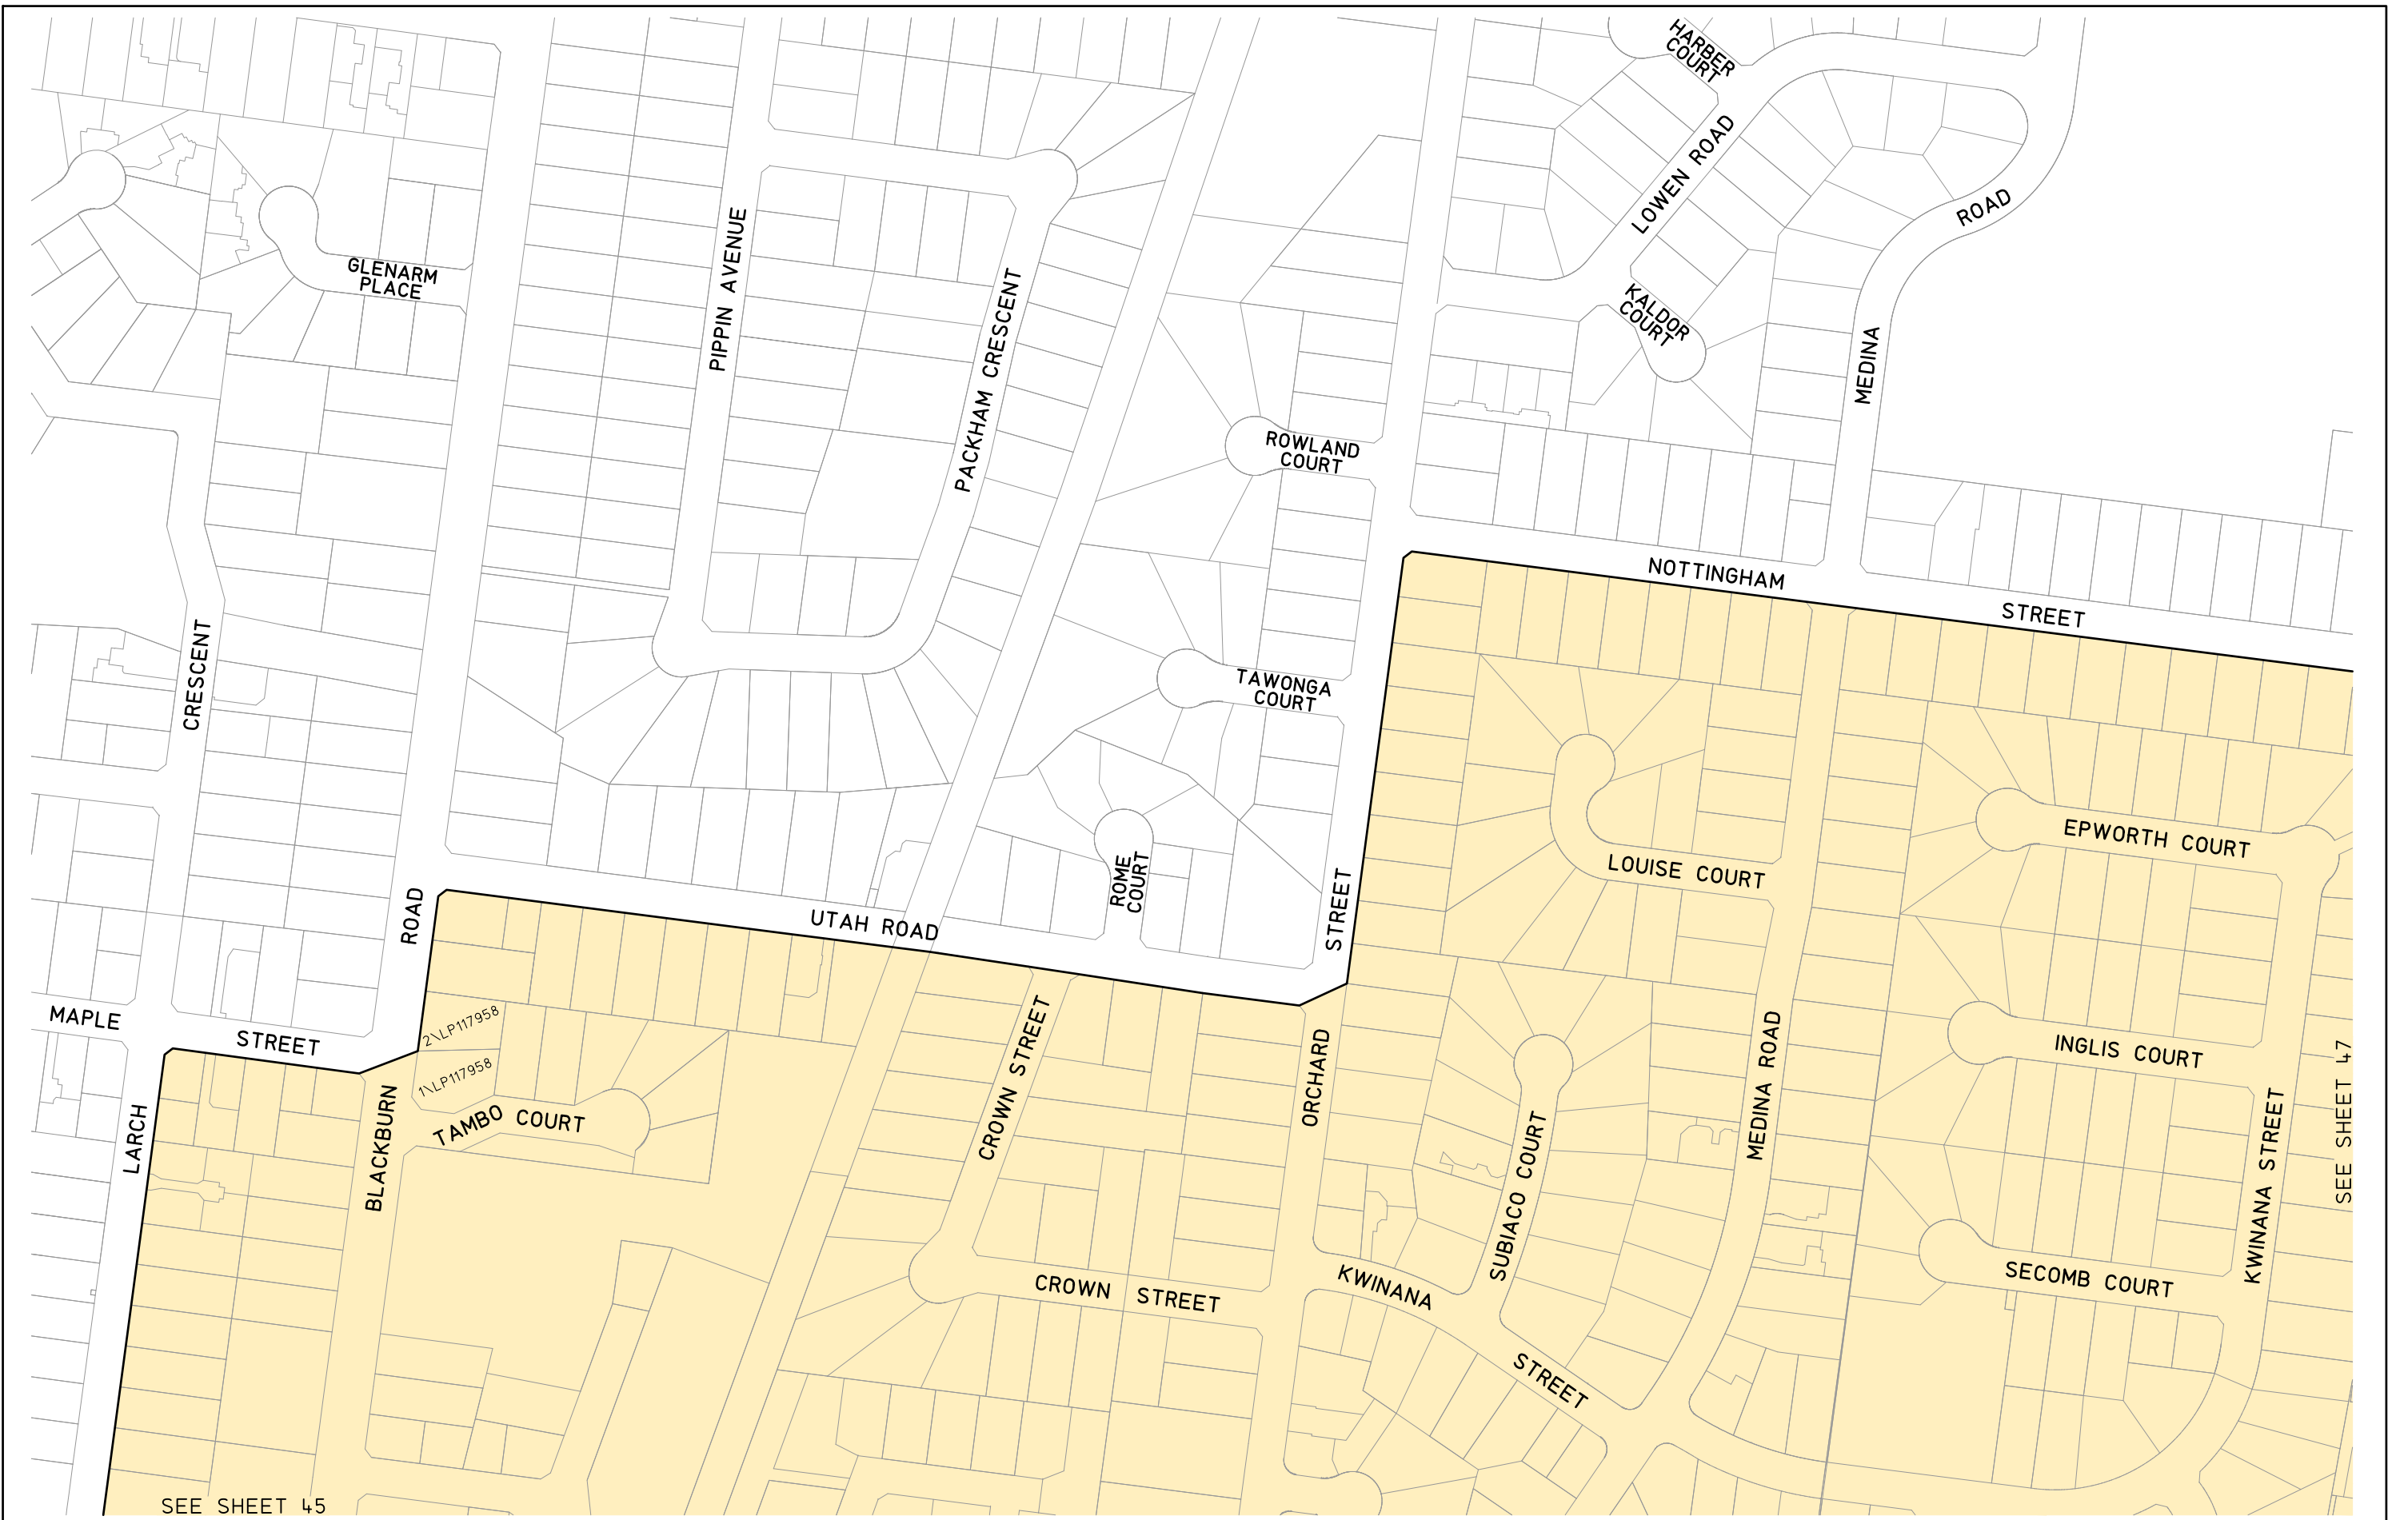 HARBER
COURT
LOWEN ROAD
ROAD
GLENARM
PLACE
PIPPIN AVENUE
PACKHAM CRESCENT
KALDOR
COURT
MEDINA
ROWLAND
COURT
NOTTINGHAM
STREET
CRESCENT
TAWONGA
COURT
EPWORTH COURT
LOUISE COURT
ROME
COURT
STREET
ROAD
UTAH ROAD
MAPLE
STREET
2\LP117958
1\LP117958
TAMBO COURT
CROWN STREET
ORCHARD
MEDINA ROAD
INGLIS COURT
SEE SHEET 47
LARCH
BLACKBURN
SUBIACO COURT
KWINANA STREET
SECOMB COURT
CROWN STREET
KWINANA
STREET
SEE SHEET 45